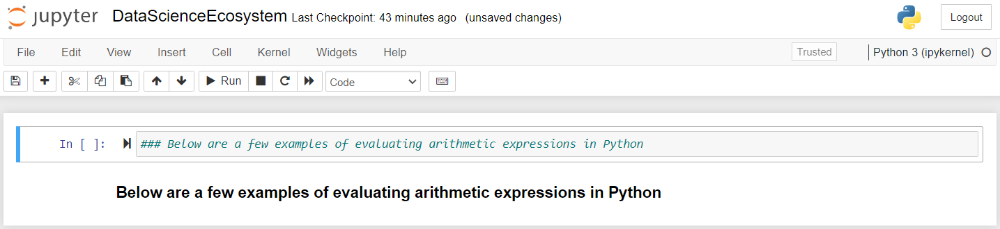 jupyter DataScienceEcosystem Last Checkpoint: 43 minutes ago (unsaved changes) Logout
File Edit View Insert Cell Kernel Widgets Help Trusted Python 3 (ipykernel)
Run Code
In [ ]: ### Below are a few examples of evaluating arithmetic expressions in Python
Below are a few examples of evaluating arithmetic expressions in Python